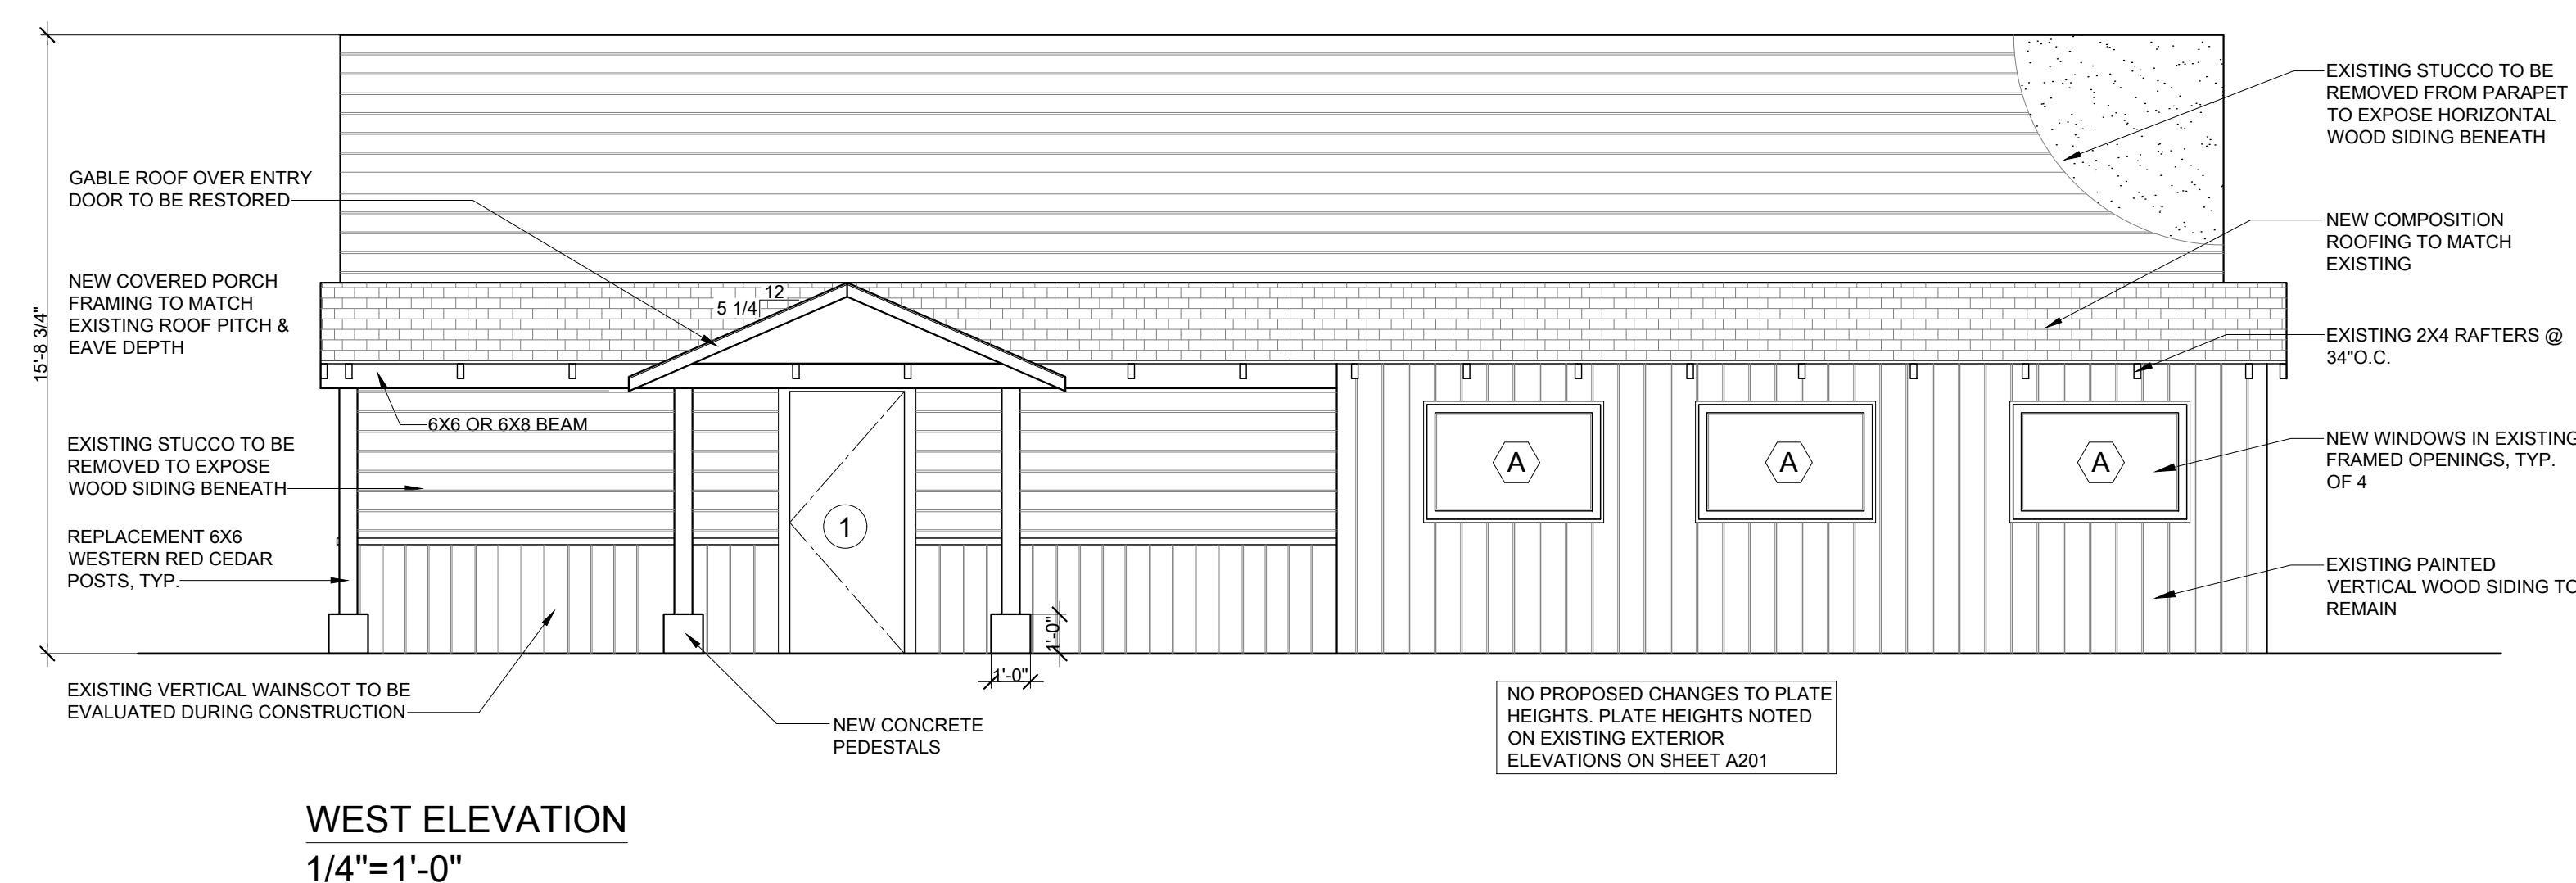 15'-8 3/4"
GABLE ROOF OVER ENTRY
DOOR TO BE RESTORED
NEW COVERED PORCH
FRAMING TO MATCH
EXISTING ROOF PITCH &
EAVE DEPTH
12
5 1/4
6X6 OR 6X8 BEAM
EXISTING STUCCO TO BE
REMOVED TO EXPOSE
WOOD SIDING BENEATH
REPLACEMENT 6X6
WESTERN RED CEDAR
POSTS, TYP.
EXISTING VERTICAL WAINSCOT TO BE
EVALUATED DURING CONSTRUCTION
1
1'-0"
1'-0"
NEW CONCRETE
PEDESTALS
A
A
A
EXISTING STUCCO TO BE
REMOVED FROM PARAPET
TO EXPOSE HORIZONTAL
WOOD SIDING BENEATH
NEW COMPOSITION
ROOFING TO MATCH
EXISTING
EXISTING 2X4 RAFTERS @
34"O.C.
NEW WINDOWS IN EXISTING
FRAMED OPENINGS, TYP.
OF 4
EXISTING PAINTED
VERTICAL WOOD SIDING TO
REMAIN
NO PROPOSED CHANGES TO PLATE
HEIGHTS. PLATE HEIGHTS NOTED
ON EXISTING EXTERIOR
ELEVATIONS ON SHEET A201
WEST ELEVATION
1/4"=1'-0"